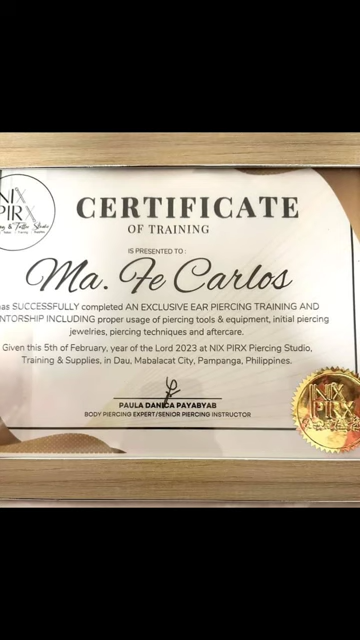 NIX
PIRX
& Tattoo Studio
CERTIFICATE
OF TRAINING
IS PRESENTED TO :
Ma. Fe Carlos
has SUCCESSFULLY completed AN EXCLUSIVE EAR PIERCING TRAINING AND
NTORSHIP INCLUDING proper usage of piercing tools & equipment, initial piercing
jewelries, piercing techniques and aftercare.
Given this 5th of February, year of the Lord 2023 at NIX PIRX Piercing Studio,
Training & Supplies, in Dau, Mabalacat City, Pampanga, Philippines.
PAULA DANICA PAYABYAB
BODY PIERCING EXPERT/SENIOR PIERCING INSTRUCTOR
NIX
PIRX